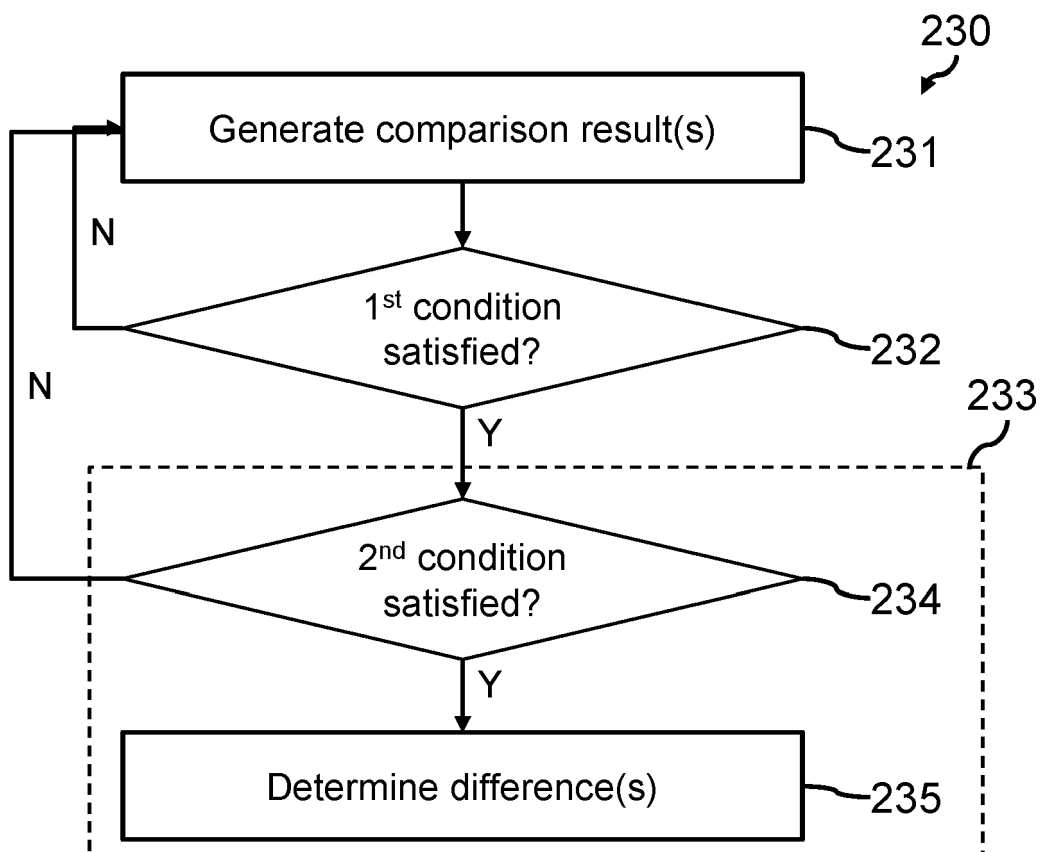 230
Generate comparison result(s)
231
N
1st condition
satisfied?
232
N
233
Y
2nd condition
satisfied?
234
Y
Determine difference(s)
235